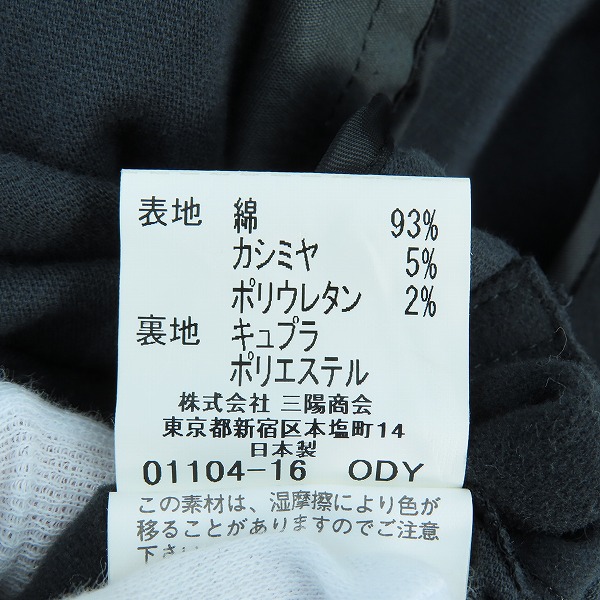 表地 綿 93%
カシミヤ 5%
ポリウレタン 2%
裏地 キュプラ
ポリエステル
株式会社 三陽商会
東京都新宿区本塩町14
日本製
01104-16 ODY
この素材は、湿摩擦により色が
移ることがありますのでご注意
下さい